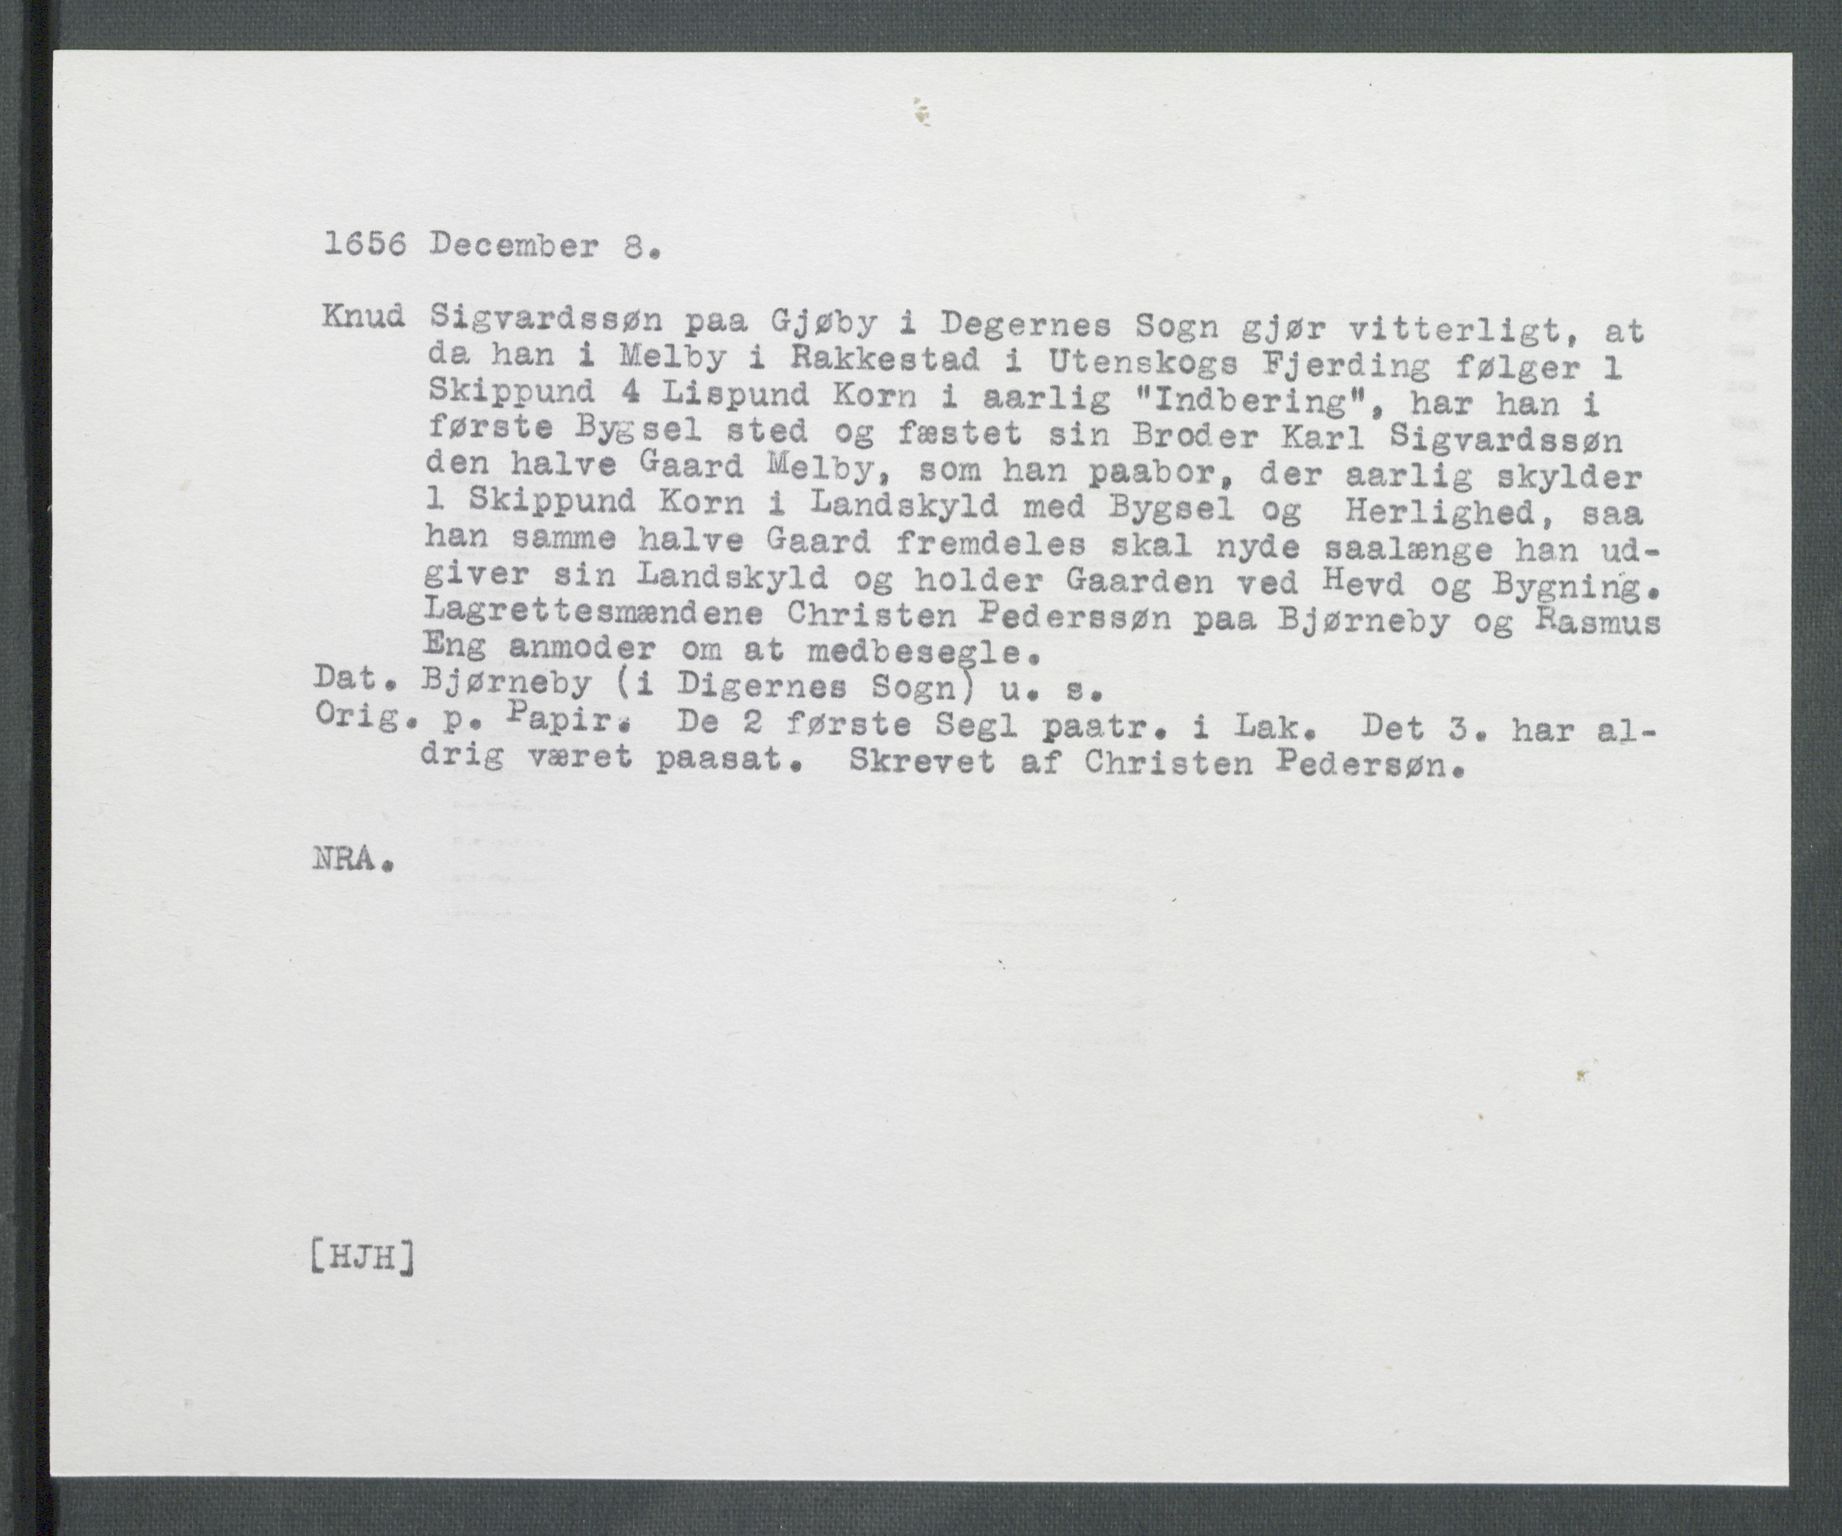 1656 December 8.
Knud Sigvardssøn paa Gjøby i Degernes Sogn gjør vitterligt, at
da han i Melby i Rakkestad i Utenskogs Fjerding følger 1
Skippund 4 Lispund Korn i aarlig "Indbering", har han i
første Bygsel sted og fæstet sin Broder Karl Sigvardssøn
den halve Gaard Melby, som han paabor, der aarlig skylder
1 Skippund Korn i Landskyld med Bygsel og Herlighed, saa
han samme halve Gaard fremdeles skal nyde saalænge han ud-
giver sin Landskyld og holder Gaarden ved Hevd og Bygning.
Lagrettesmændene Christen Pederssøn paa Bjørneby og Rasmus
Eng anmoder om at medbesegle.
Dat. Bjørneby (i Digernes Sogn) u. s.
Orig. p. Papir. De 2 første Segl paatr. i Lak. Det 3. har al-
drig været paasat. Skrevet af Christen Pedersøn.
NRA.
[HJH]